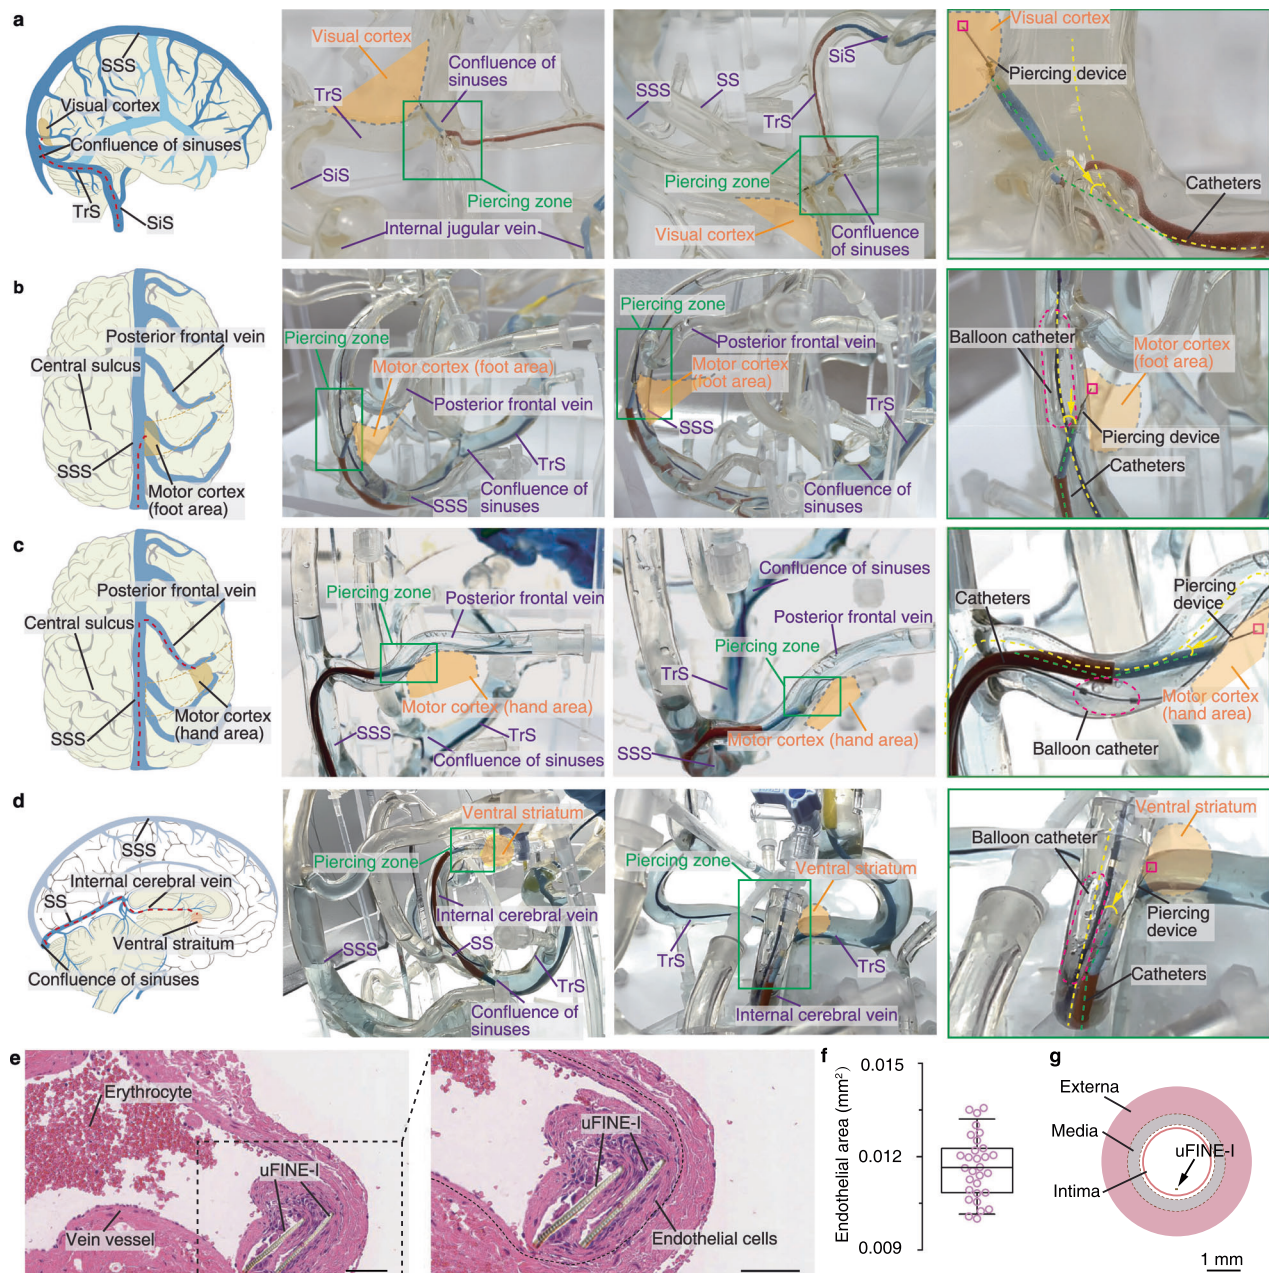 a
SSS
Visual cortex
Confluence of sinuses
TrS
SiS
Visual cortex
TrS
Confluence of
sinuses
SiS
Piercing zone
Internal jugular vein
SiS
SS
SSS
TrS
Piercing zone
Visual cortex
Confluence
of sinuses
Visual cortex
Piercing device
Catheters
b
Posterior frontal vein
Central sulcus
SSS
Motor cortex
(foot area)
Piercing zone
Motor cortex (foot area)
Posterior frontal vein
TrS
Confluence of
sinuses
SSS
Piercing zone
Posterior frontal vein
Motor cortex
(foot area)
TrS
SSS
Confluence of
sinuses
Balloon catheter
Motor cortex
(foot area)
Piercing device
Catheters
c
Posterior frontal vein
Central sulcus
Motor cortex
(hand area)
SSS
Piercing zone
Posterior frontal vein
Motor cortex (hand area)
SSS
TrS
Confluence of sinuses
Confluence of sinuses
Posterior frontal vein
Piercing zone
TrS
Motor cortex (hand area)
SSS
Catheters
Piercing
device
Motor cortex
(hand area)
Balloon catheter
d
SSS
Internal cerebral vein
SS
Ventral straitum
Confluence of sinuses
Ventral striatum
Piercing zone
Internal cerebral vein
SSS
SS
TrS
Confluence of
sinuses
Piercing zone
Ventral striatum
TrS
TrS
Internal cerebral vein
Ventral striatum
Balloon catheter
Piercing
device
Catheters
e
Erythrocyte
uFINE-I
Vein vessel
uFINE-I
Endothelial cells
f
Endothelial area (mm²)
0.015
0.012
0.009
g
Externa
Media
uFINE-I
Intima
1 mm